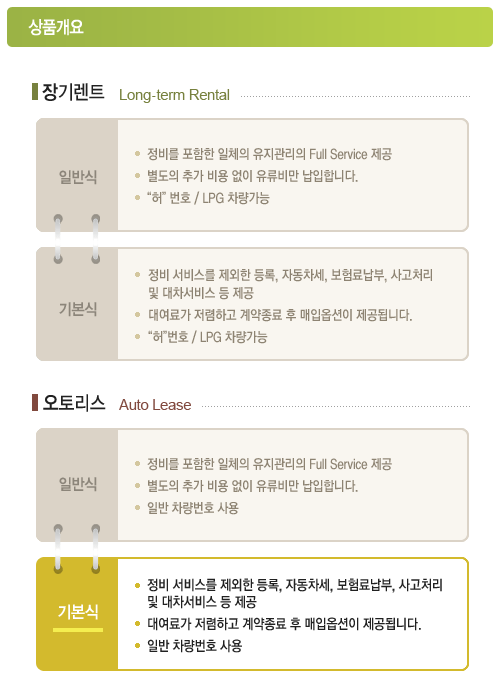 상품개요
장기렌트 Long-term Rental
일반식
정비를 포함한 일체의 유지관리의 Full Service 제공
별도의 추가 비용 없이 유류비만 납입합니다.
“허” 번호 / LPG 차량가능
기본식
정비 서비스를 제외한 등록, 자동차세, 보험료납부, 사고처리
및 대차서비스 등 제공
대여료가 저렴하고 계약종료 후 매입옵션이 제공됩니다.
“허”번호 / LPG 차량가능
오토리스 Auto Lease
일반식
정비를 포함한 일체의 유지관리의 Full Service 제공
별도의 추가 비용 없이 유류비만 납입합니다.
일반 차량번호 사용
기본식
정비 서비스를 제외한 등록, 자동차세, 보험료납부, 사고처리
및 대차서비스 등 제공
대여료가 저렴하고 계약종료 후 매입옵션이 제공됩니다.
일반 차량번호 사용